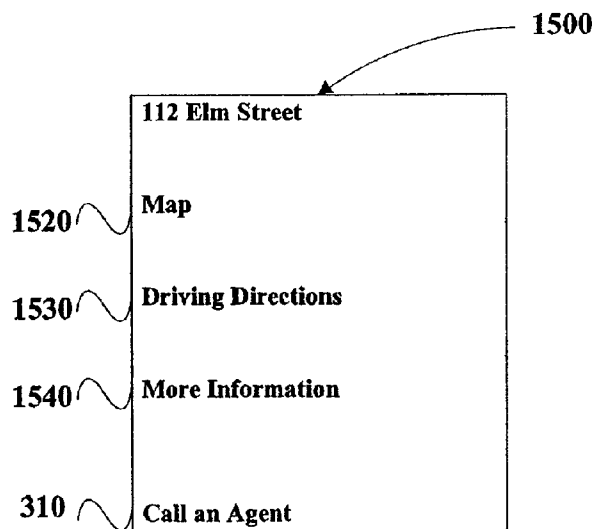 1500
112 Elm Street
1520 Map
1530 Driving Directions
1540 More Information
310 Call an Agent